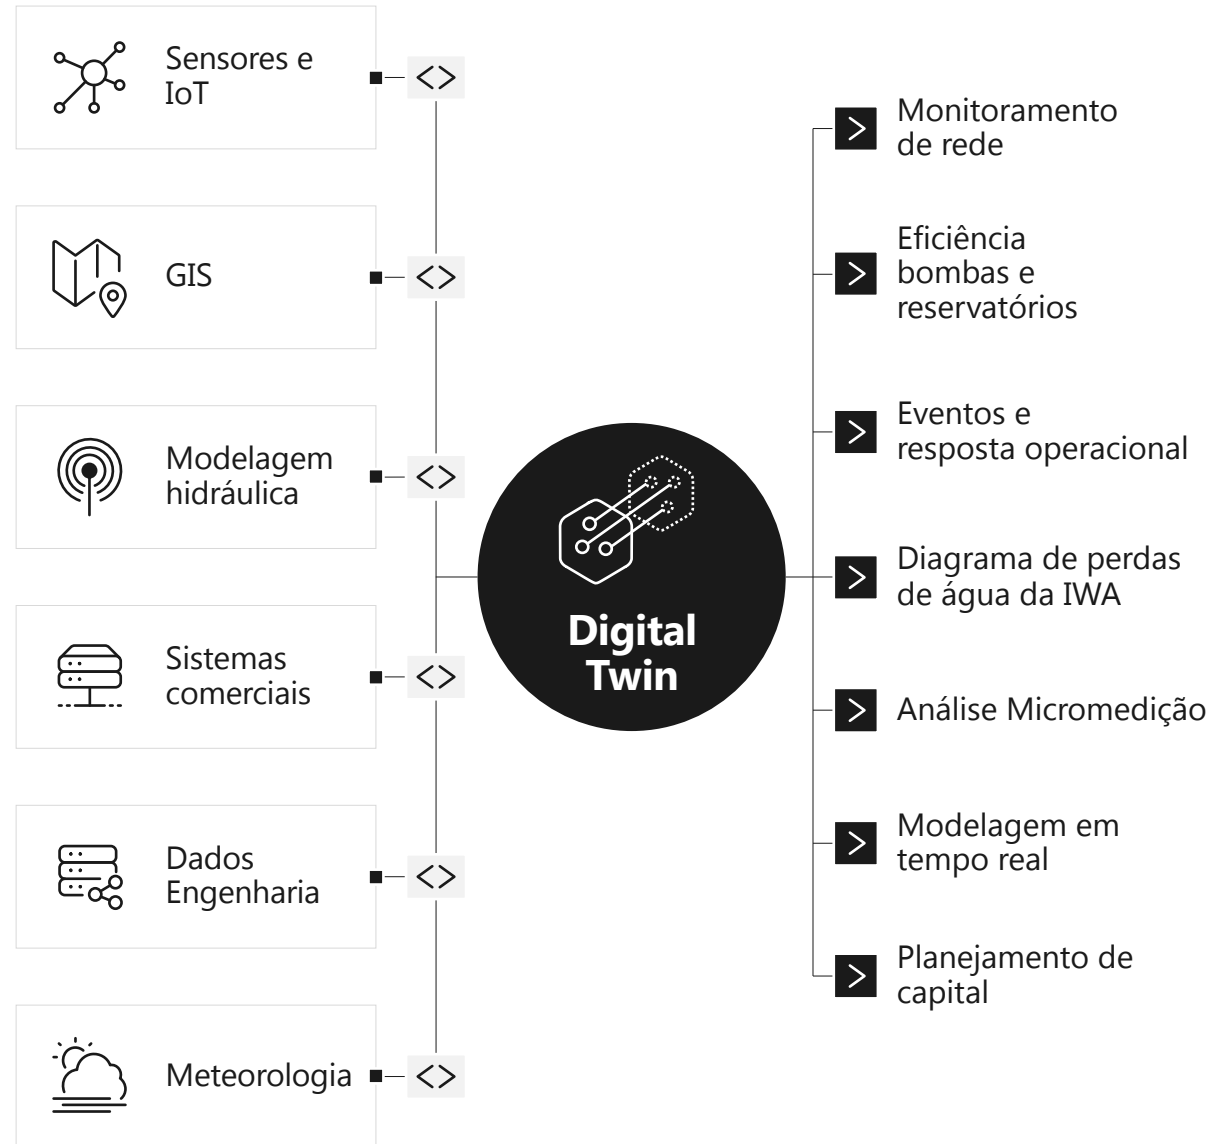 Sensores e
IoT
GIS
Modelagem
hidráulica
Sistemas
comerciais
Dados
Engenharia
Meteorologia
Digital
Twin
Monitoramento
de rede
Eficiência
bombas e
reservatórios
Eventos e
resposta operacional
Diagrama de perdas
de água da IWA
Análise Micromedição
Modelagem em
tempo real
Planejamento de
capital